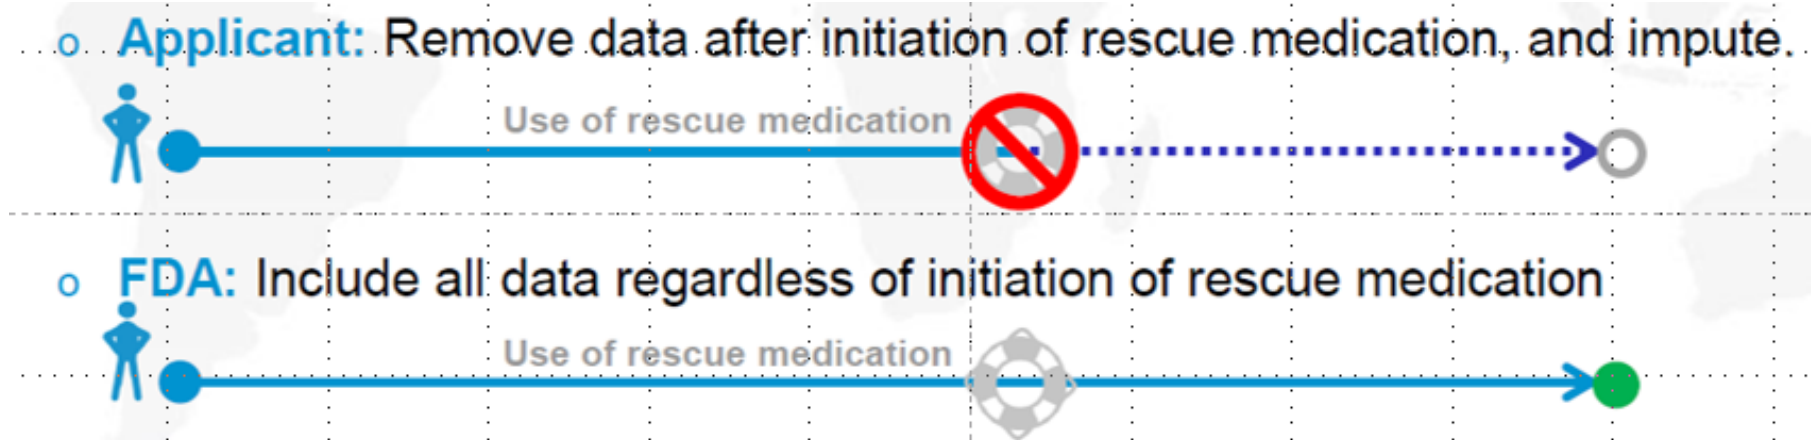 o Applicant: Remove data after initiation of rescue medication, and impute.
Use of rescue medication
o FDA: Include all data regardless of initiation of rescue medication
Use of rescue medication